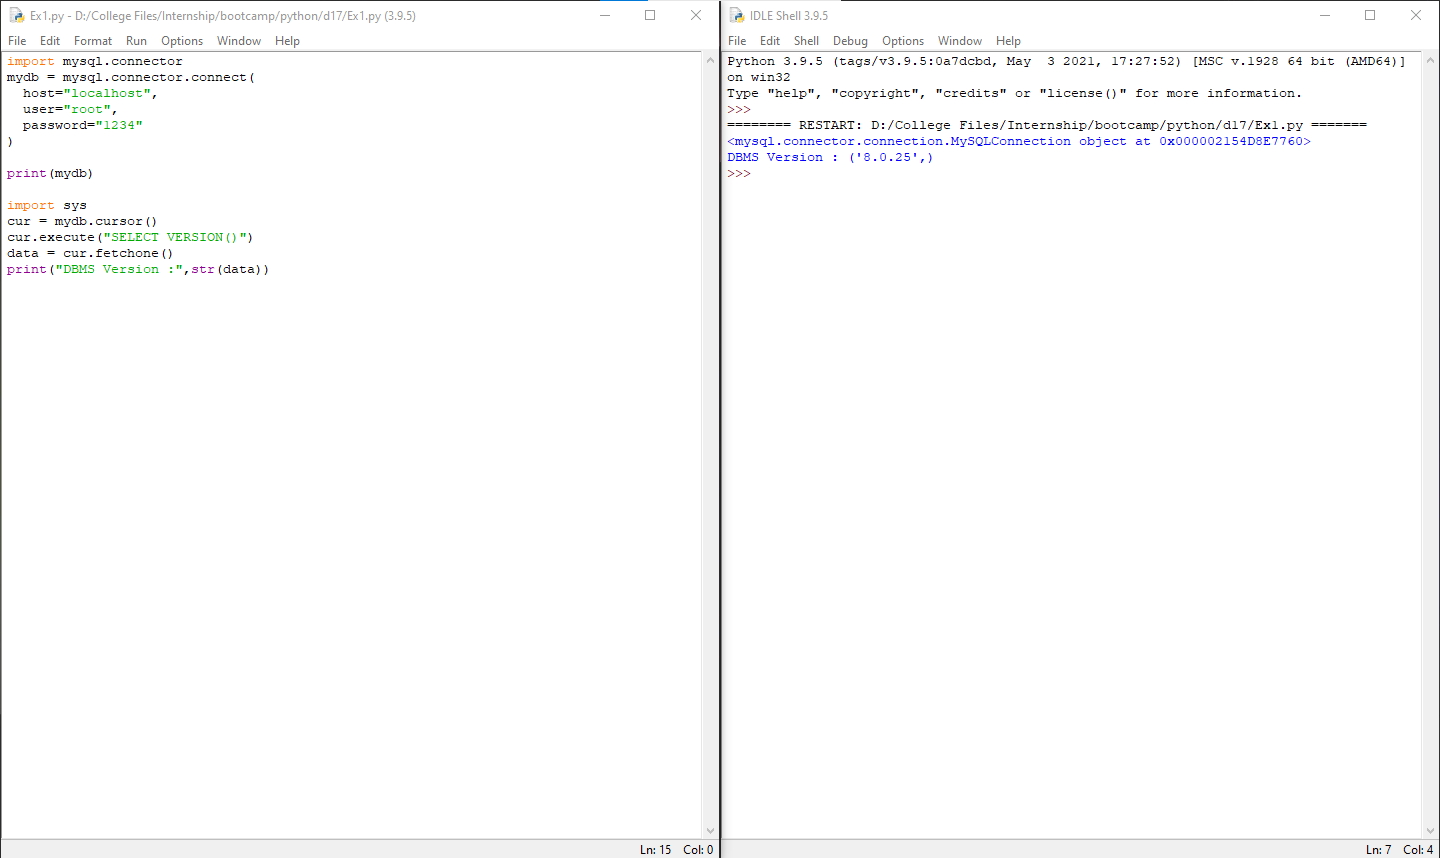 Ex1.py - D:/College Files/Internship/bootcamp/python/d17/Ex1.py (3.9.5)
File Edit Format Run Options Window Help
import mysql.connector
mydb = mysql.connector.connect(
  host="localhost",
  user="root",
  password="1234"
)
print(mydb)
import sys
cur = mydb.cursor()
cur.execute("SELECT VERSION()")
data = cur.fetchone()
print("DBMS Version :",str(data))
Ln: 15 Col: 0
IDLE Shell 3.9.5
File Edit Shell Debug Options Window Help
Python 3.9.5 (tags/v3.9.5:0a7dcbd, May  3 2021, 17:27:52) [MSC v.1928 64 bit (AMD64)]
on win32
Type "help", "copyright", "credits" or "license()" for more information.
>>>
======== RESTART: D:/College Files/Internship/bootcamp/python/d17/Ex1.py =======
<mysql.connector.connection.MySQLConnection object at 0x000002154D8E7760>
DBMS Version : ('8.0.25',)
>>>
Ln: 7 Col: 4